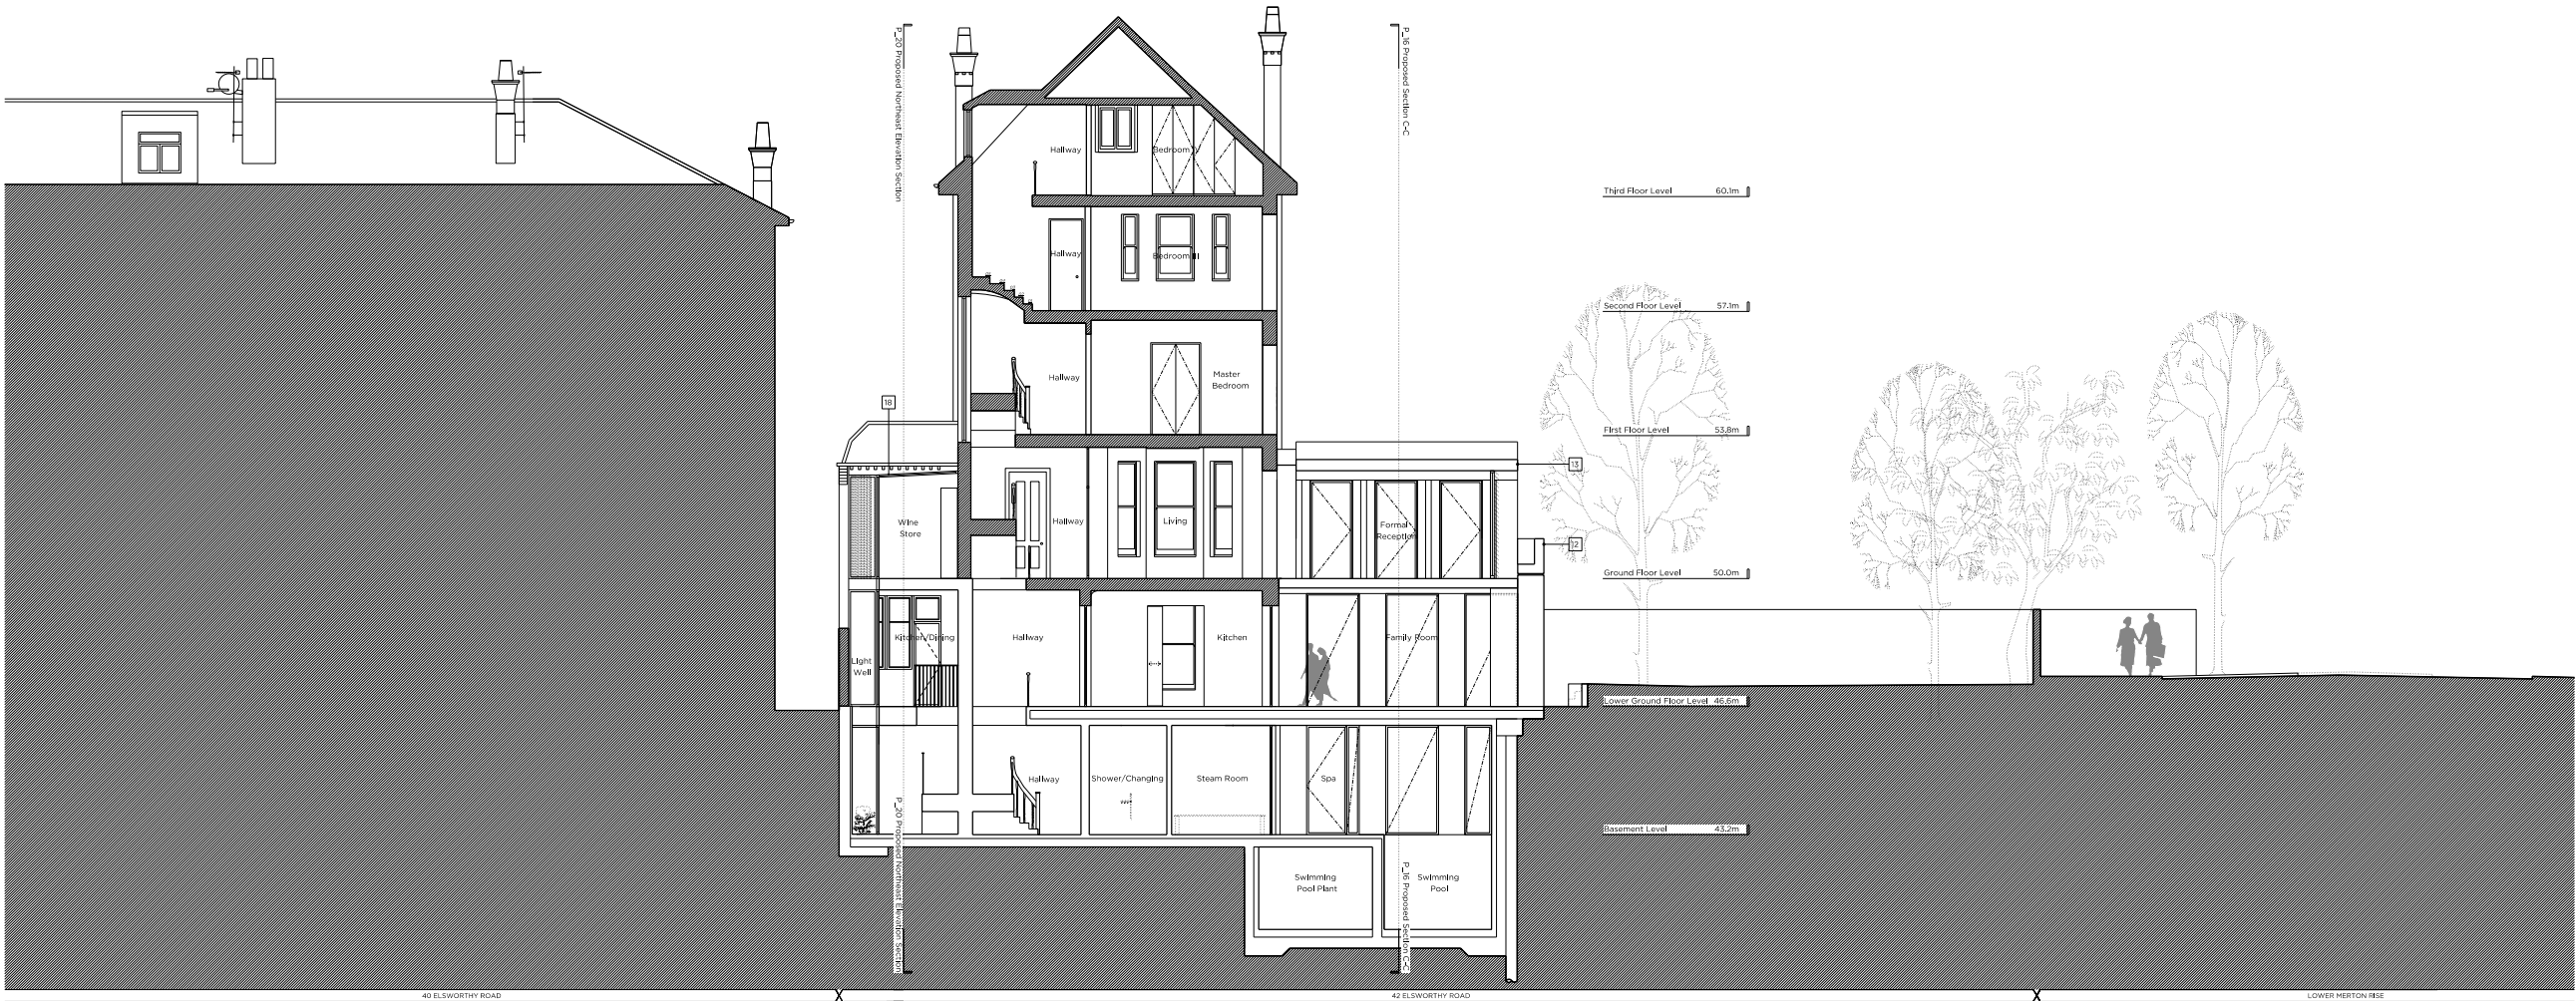 P_20 Proposed Northeast Elevation Section
P_16 Proposed Section C-C
Hallway
Bedroom V
Third Floor Level 60.1m
Hallway
Bedroom III
Second Floor Level 57.1m
Hallway
Master
Bedroom
18
First Floor Level 53.8m
13
Wine
Store
Hallway
Living
Formal
Reception
12
Ground Floor Level 50.0m
Kitchen/Dining
Hallway
Kitchen
Family Room
Light
Well
Lower Ground Floor Level 46.6m
Hallway
Shower/Changing
Steam Room
Spa
Basement Level 43.2m
Swimming
Pool Plant
Swimming
Pool
P_20 Proposed Northeast Elevation Section
P_16 Proposed Section C-C
40 ELSWORTHY ROAD
42 ELSWORTHY ROAD
LOWER MERTON RISE